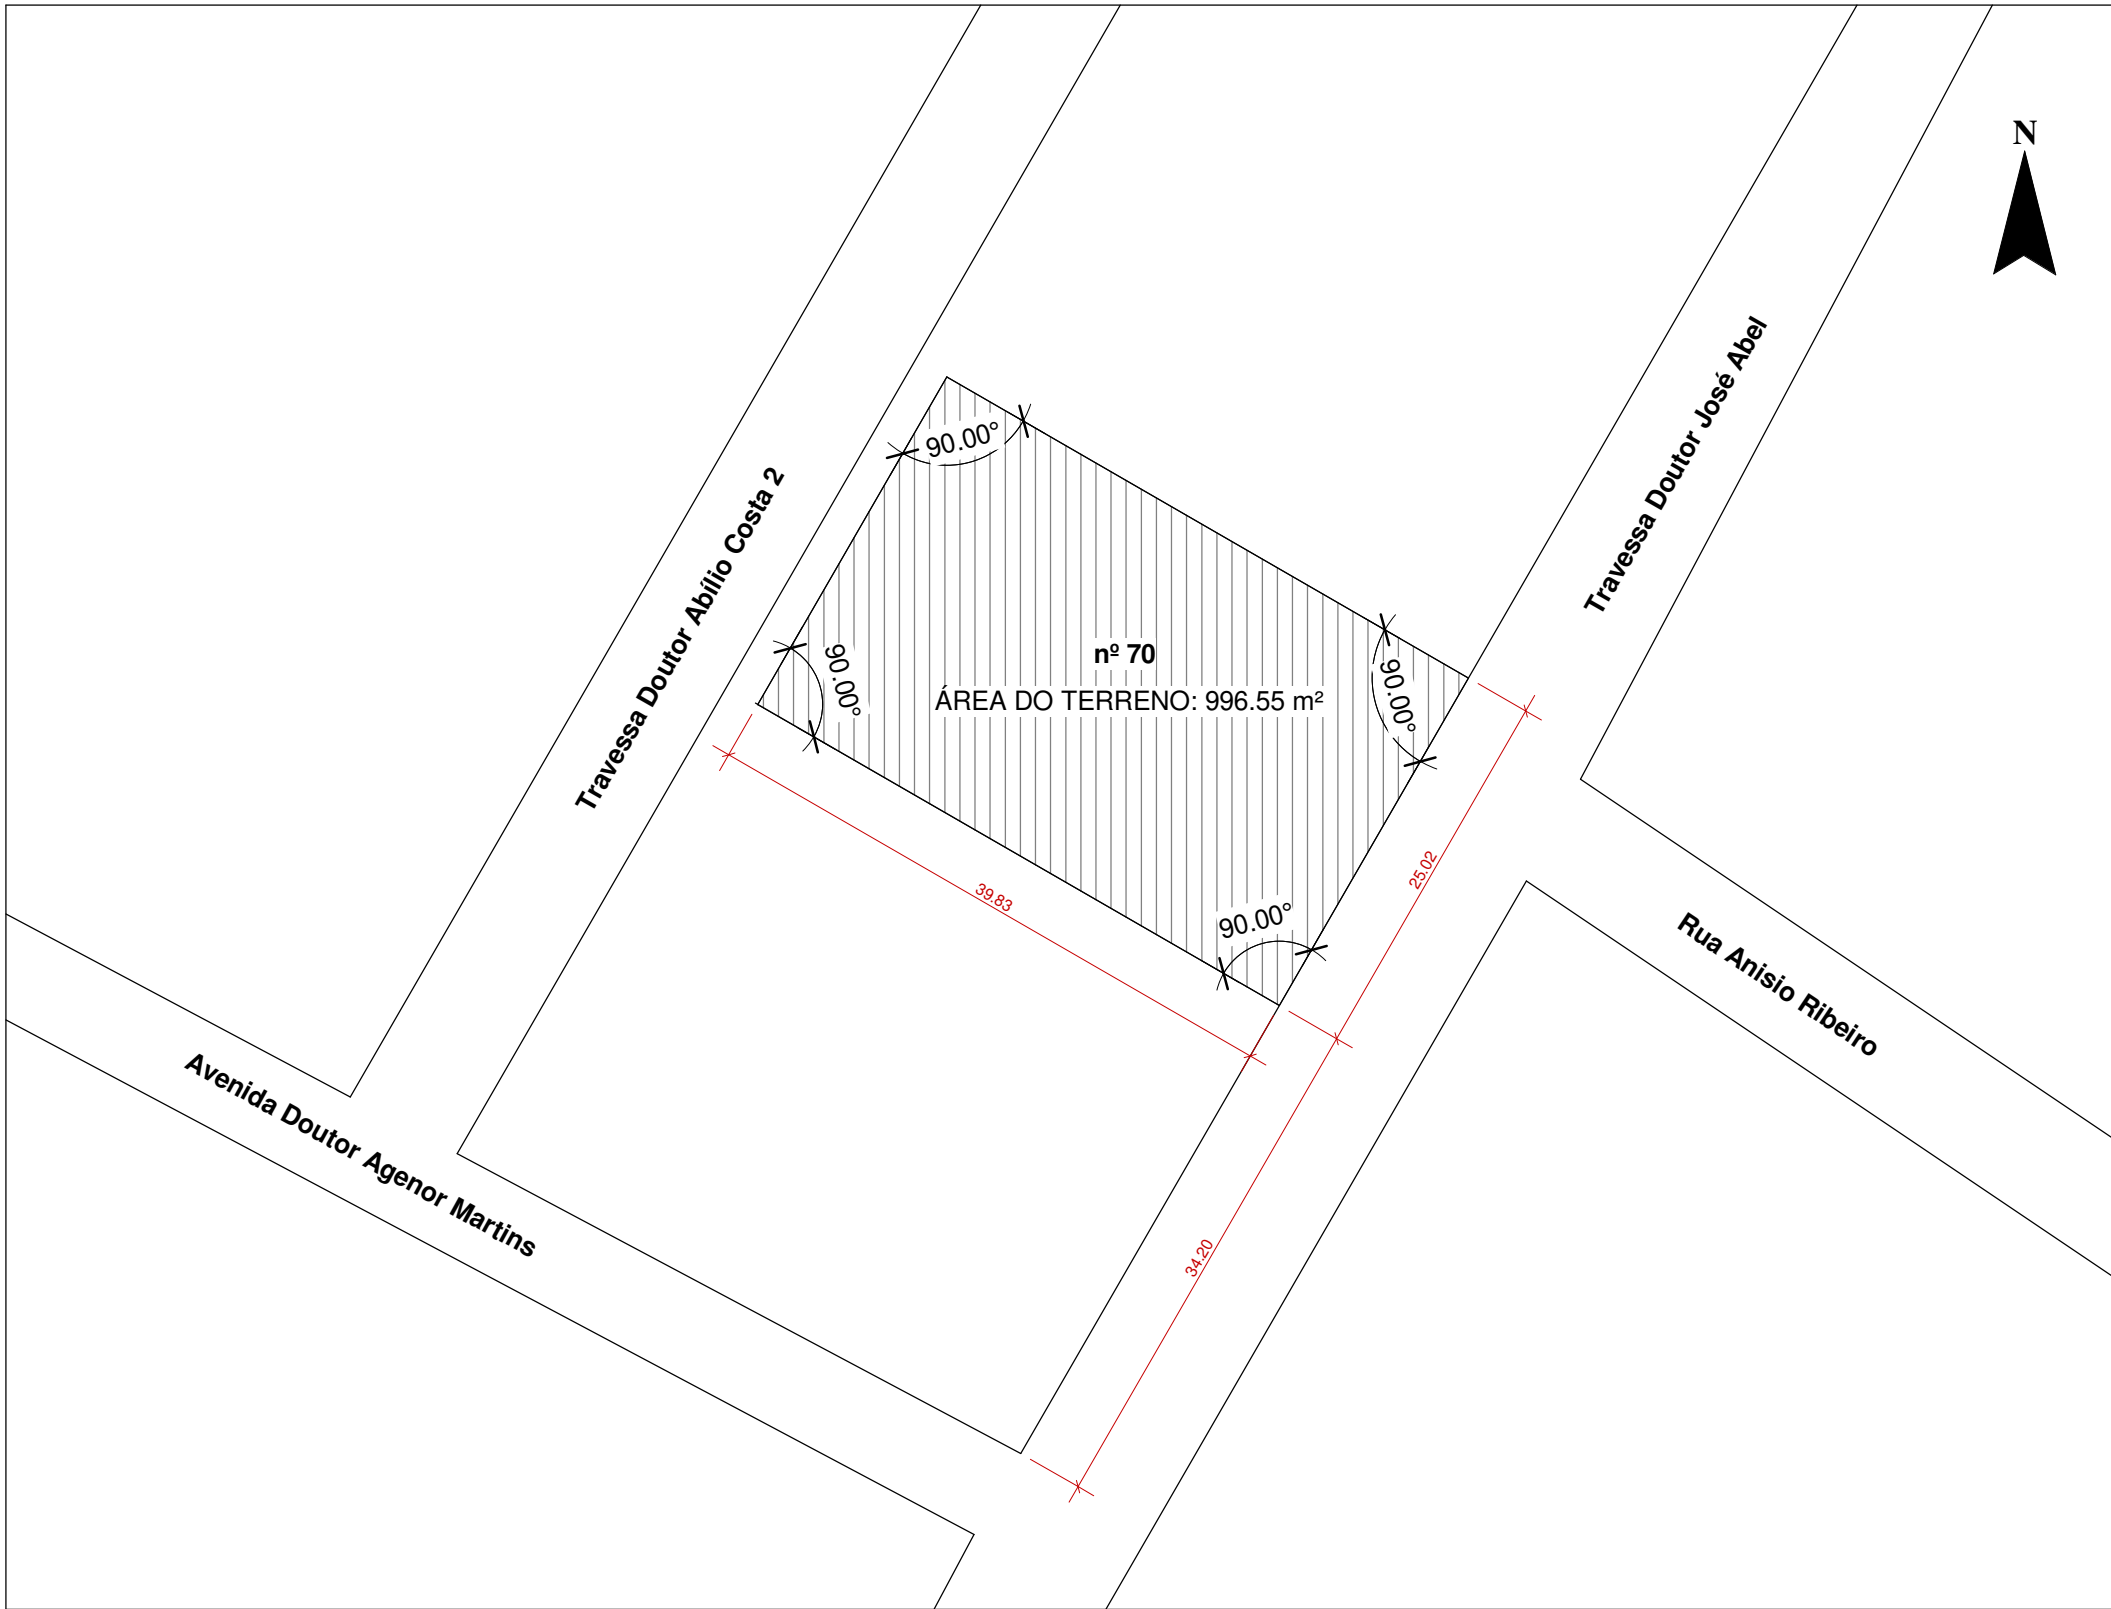 N
Travessa Doutor José Abel
90.00°
Travessa Doutor Abílio Costa 2
90.00°
nº 70
90.00°
ÁREA DO TERRENO: 996.55 m²
25.02
39.83
90.00°
Rua Anisio Ribeiro
Avenida Doutor Agenor Martins
34.20